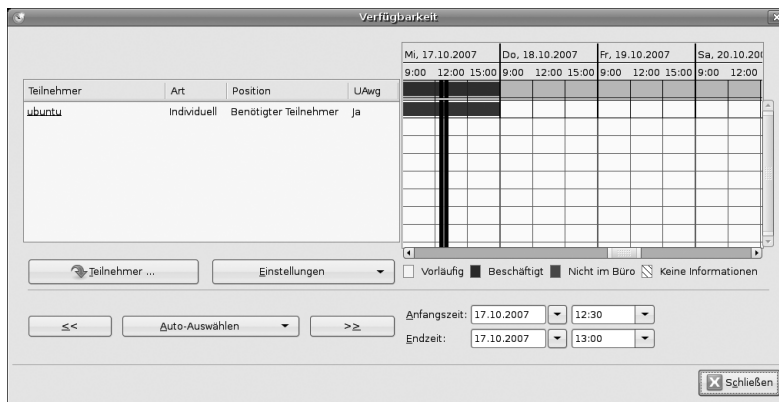 Verfügbarkeit
Mi, 17.10.2007 Do, 18.10.2007 Fr, 19.10.2007 Sa, 20.10.200
9:00 12:00 15:00 9:00 12:00 15:00 9:00 12:00 15:00 9:00 12:00
Teilnehmer Art Position UAwg
ubuntu Individuell Benötigter Teilnehmer Ja
Teilnehmer ... Einstellungen
Vorläufig Beschäftigt Nicht im Büro Keine Informationen
<< Auto-Auswählen >>
Anfangszeit: 17.10.2007 12:30
Endzeit: 17.10.2007 13:00
Schließen